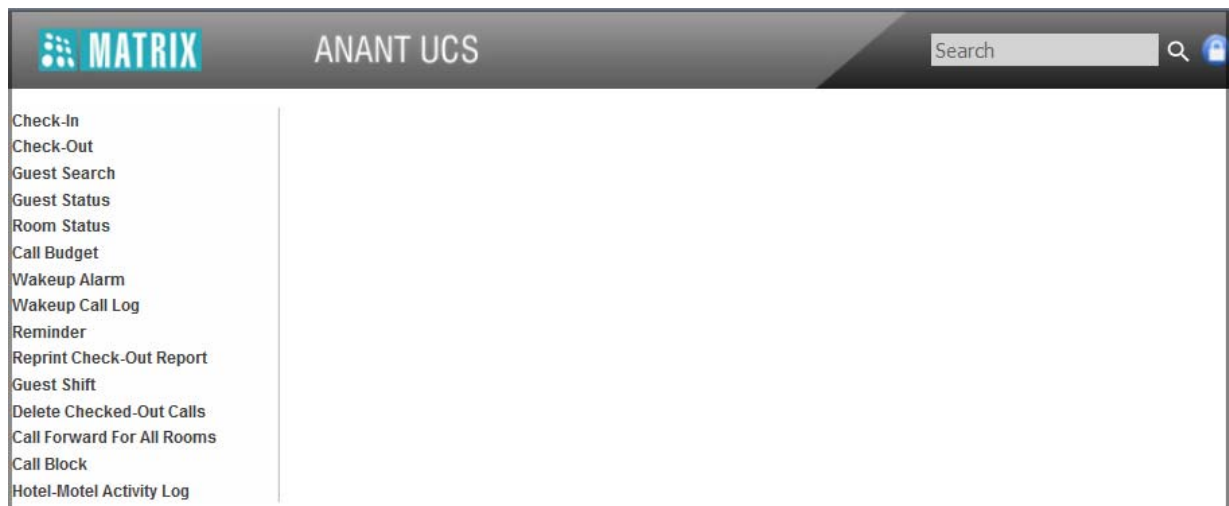 MATRIX ANANT UCS Search
Check-In
Check-Out
Guest Search
Guest Status
Room Status
Call Budget
Wakeup Alarm
Wakeup Call Log
Reminder
Reprint Check-Out Report
Guest Shift
Delete Checked-Out Calls
Call Forward For All Rooms
Call Block
Hotel-Motel Activity Log